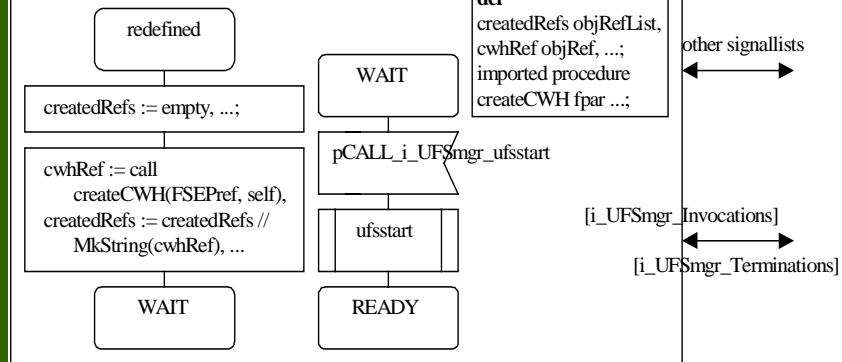 redefined
createdRefs := empty, ...;
cwhRef := call
createCWH(FSEPref, self),
createdRefs := createdRefs //
MkString(cwhRef), ...
WAIT
WAIT
pCALL_i_UFSmgr_ufsstart
ufsstart
READY
dcl
createdRefs objRefList,
cwhRef objRef, ...;
imported procedure
createCWH fpar ...;
other signallists
[i_UFSmgr_Invocations]
[i_UFSmgr_Terminations]